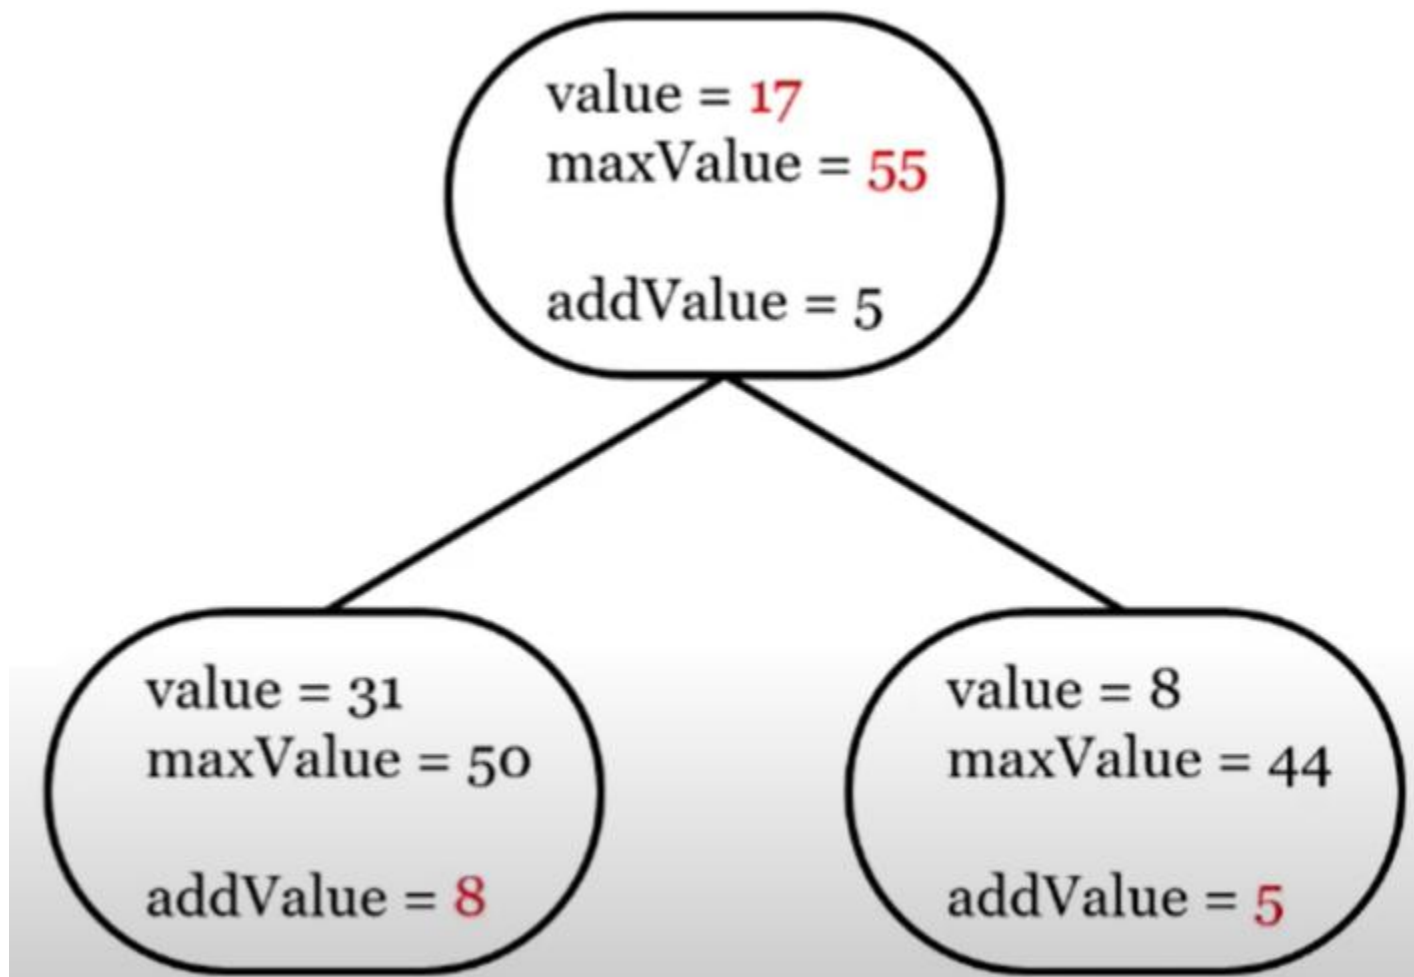 value = 17
maxValue = 55
addValue = 5
value = 31
maxValue = 50
addValue = 8
value = 8
maxValue = 44
addValue = 5